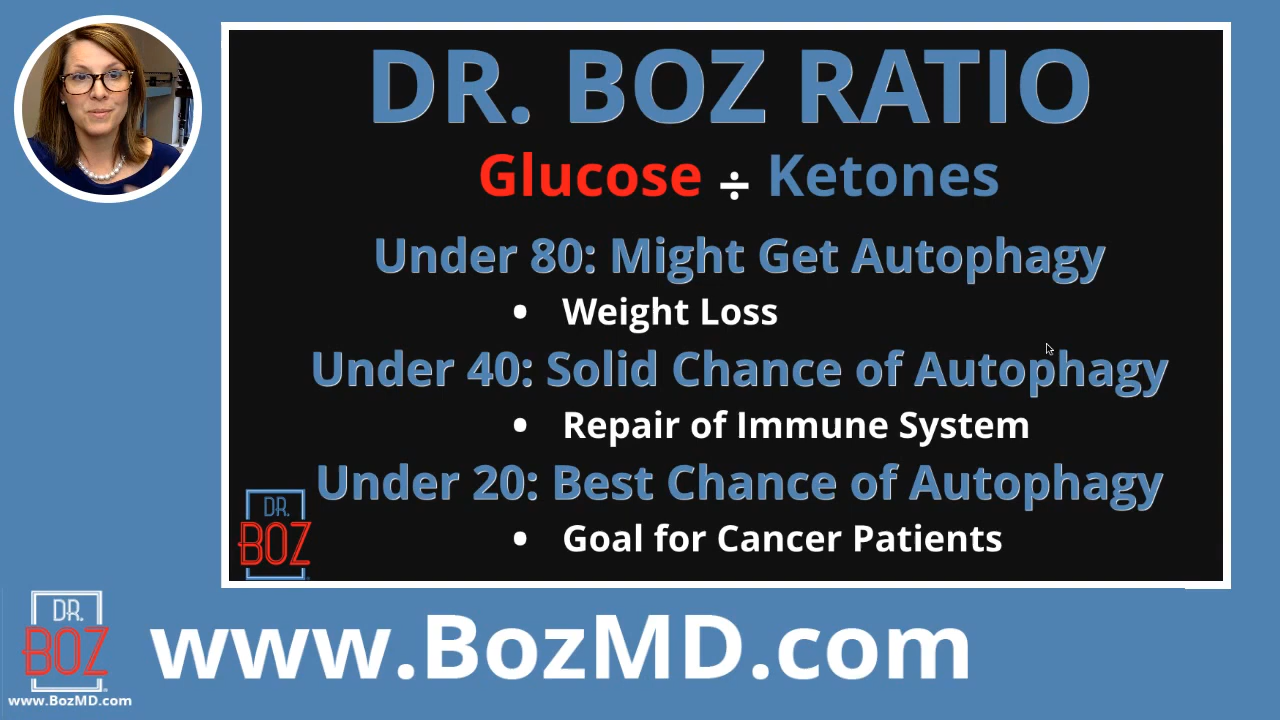 DR. BOZ RATIO
Glucose ÷ Ketones
Under 80: Might Get Autophagy
• Weight Loss
Under 40: Solid Chance of Autophagy
• Repair of Immune System
Under 20: Best Chance of Autophagy
• Goal for Cancer Patients
DR.
BOZ
DR.
BOZ
www.BozMD.com
www.BozMD.com